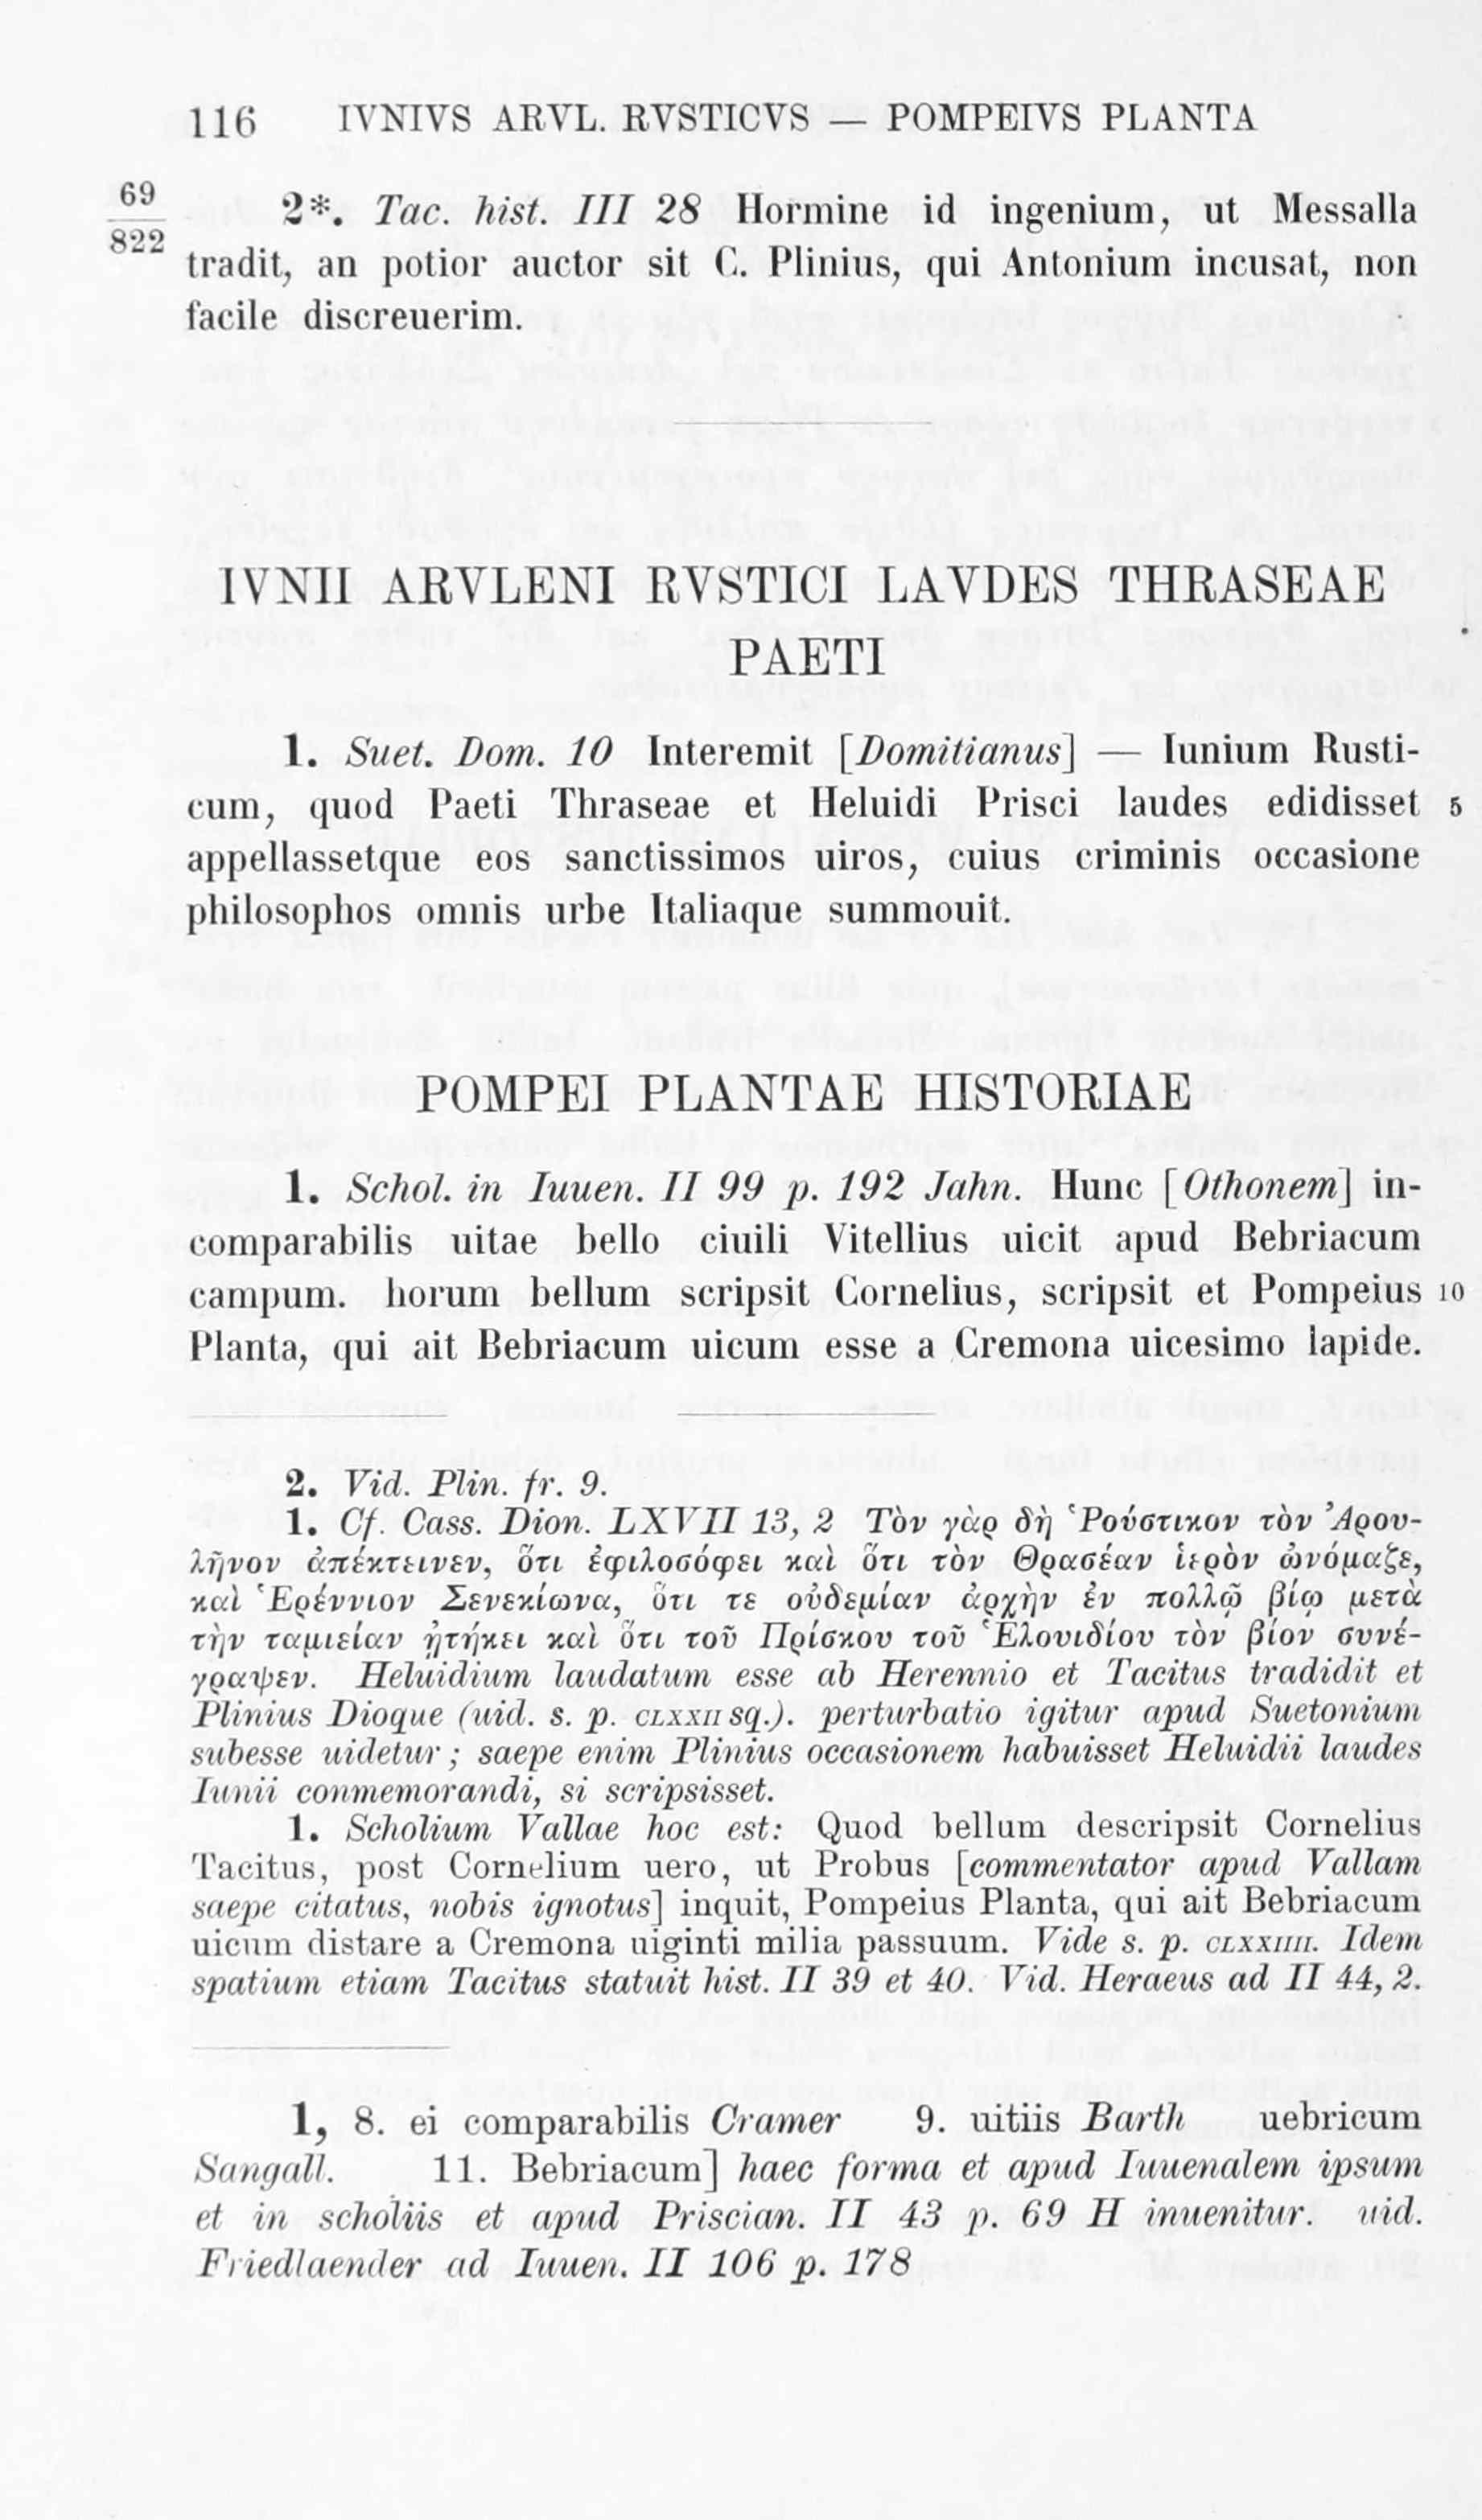 116 IVNIVS ARVL. RVSTICVS — POMPEIVS PLANTA
69
822
2*. Tac. hist. III 28 Hormine id ingenium, ut Messalla
tradit, an potior auctor sit C. Plinius, qui Antonium incusat, non
facile discreuerim.
IVNII ARVLENI RVSTICI LAVDES THRASEAE
PAETI
1. Suet. Dom. 10 Interemit [Domitianus] — Iunium Rusti-
cum, quod Paeti Thraseae et Heluidi Prisci laudes edidisset 5
appellassetque eos sanctissimos uiros, cuius criminis occasione
philosophos omnis urbe Italiaque summouit.
POMPEI PLANTAE HISTORIAE
1. Schol. in Iuuen. II 99 p. 192 Jahn. Hunc [Othonem] in-
comparabilis uitae bello ciuili Vitellius uicit apud Bebriacum
campum. horum bellum scripsit Cornelius, scripsit et Pompeius 10
Planta, qui ait Bebriacum uicum esse a Cremona uicesimo lapide.
2. Vid. Plin. fr. 9.
1. Cf. Cass. Dion. LXVII 13, 2 Τὸν γὰρ δὴ Ῥούστικον τὸν Ἀρου-
λῆνον ἀπέκτεινεν, ὅτι ἐφιλοσόφει καὶ ὅτι τὸν Θρασέαν ἱερὸν ὠνόμαζε,
καὶ Ἑρέννιον Σενεκίωνα, ὅτι τε οὐδεμίαν ἀρχὴν ἐν πολλῷ βίῳ μετὰ
τὴν ταμιείαν ᾐτήκει καὶ ὅτι τοῦ Πρίσκου τοῦ Ἑλουιδίου τὸν βίον συνέ-
γραψεν. Heluidium laudatum esse ab Herennio et Tacitus tradidit et
Plinius Dioque (uid. s. p. CLXXII sq.). perturbatio igitur apud Suetonium
subesse uidetur; saepe enim Plinius occasionem habuisset Heluidii laudes
Iunii conmemorandi, si scripsisset.
1. Scholium Vallae hoc est: Quod bellum descripsit Cornelius
Tacitus, post Cornelium uero, ut Probus [commentator apud Vallam
saepe citatus, nobis ignotus] inquit, Pompeius Planta, qui ait Bebriacum
uicum distare a Cremona uiginti milia passuum. Vide s. p. CLXXIIII. Idem
spatium etiam Tacitus statuit hist. II 39 et 40. Vid. Heraeus ad II 44, 2.
1, 8. ei comparabilis Cramer 9. uitiis Barth uebricum
Sangall. 11. Bebriacum] haec forma et apud Iuuenalem ipsum
et in scholiis et apud Priscian. II 43 p. 69 H inuenitur. uid.
Friedlaender ad Iuuen. II 106 p. 178